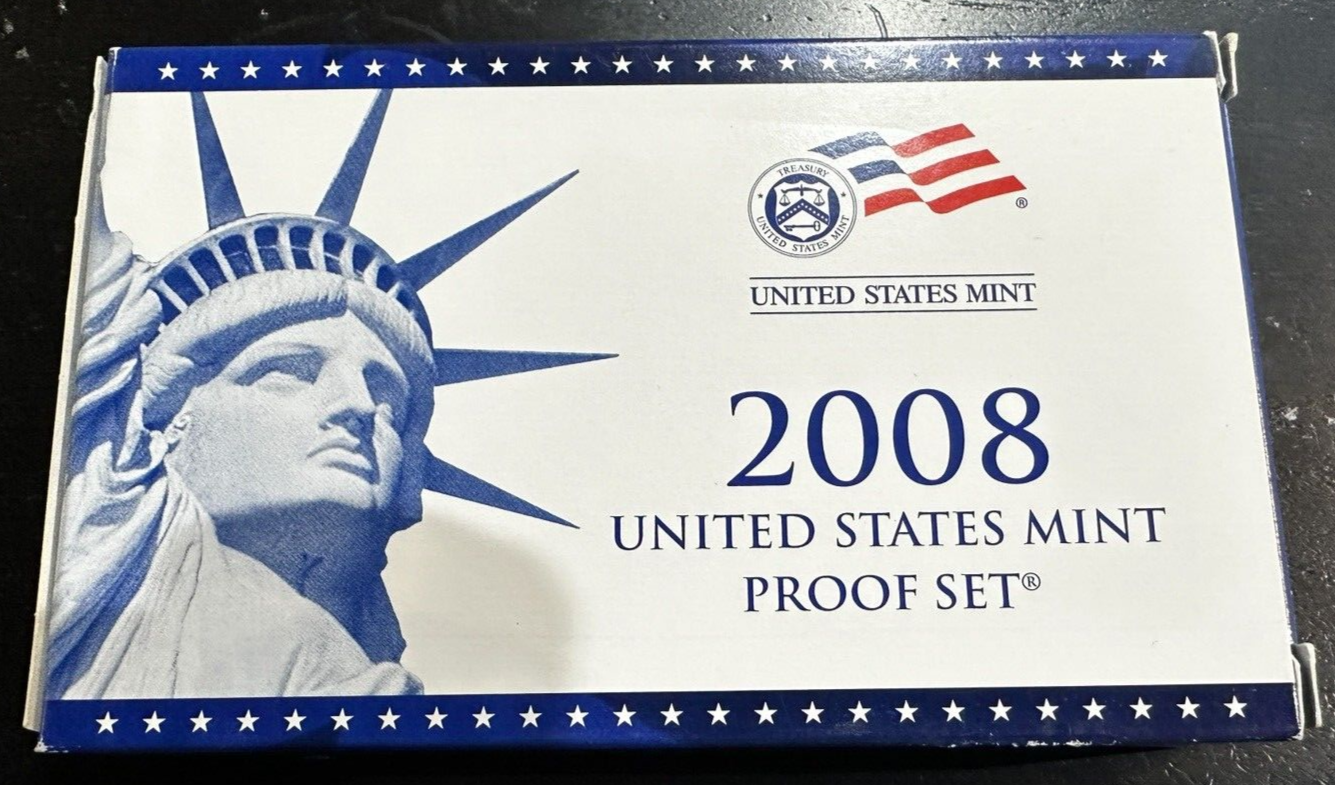 TREASURY
UNITED STATES MINT
®
UNITED STATES MINT
2008
UNITED STATES MINT
PROOF SET®